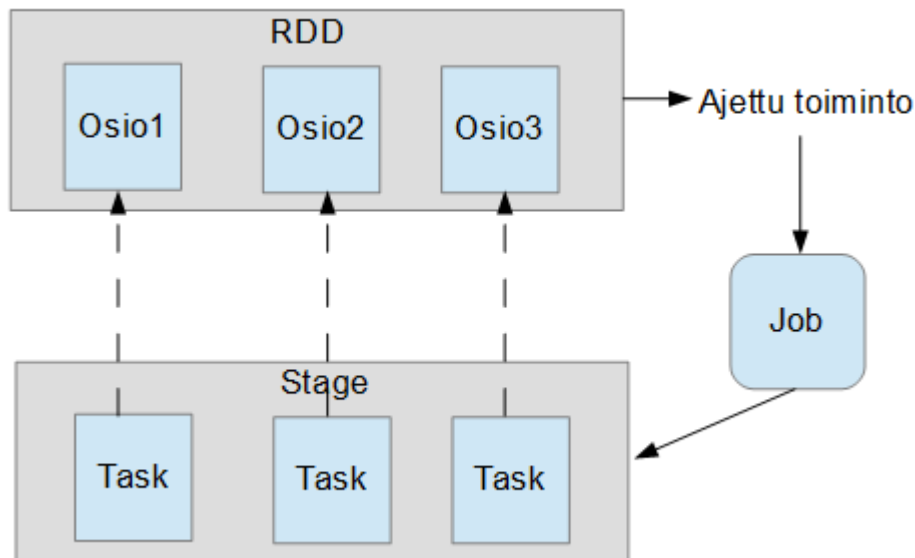 RDD
Osio1
Osio2
Osio3
Ajettu toiminto
Job
Stage
Task
Task
Task